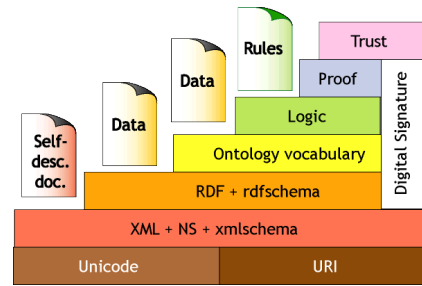 Trust
Rules
Proof
Data
Logic
Digital Signature
Data
Ontology vocabulary
Self-
desc.
doc.
RDF + rdfschema
XML + NS + xmlschema
Unicode
URI